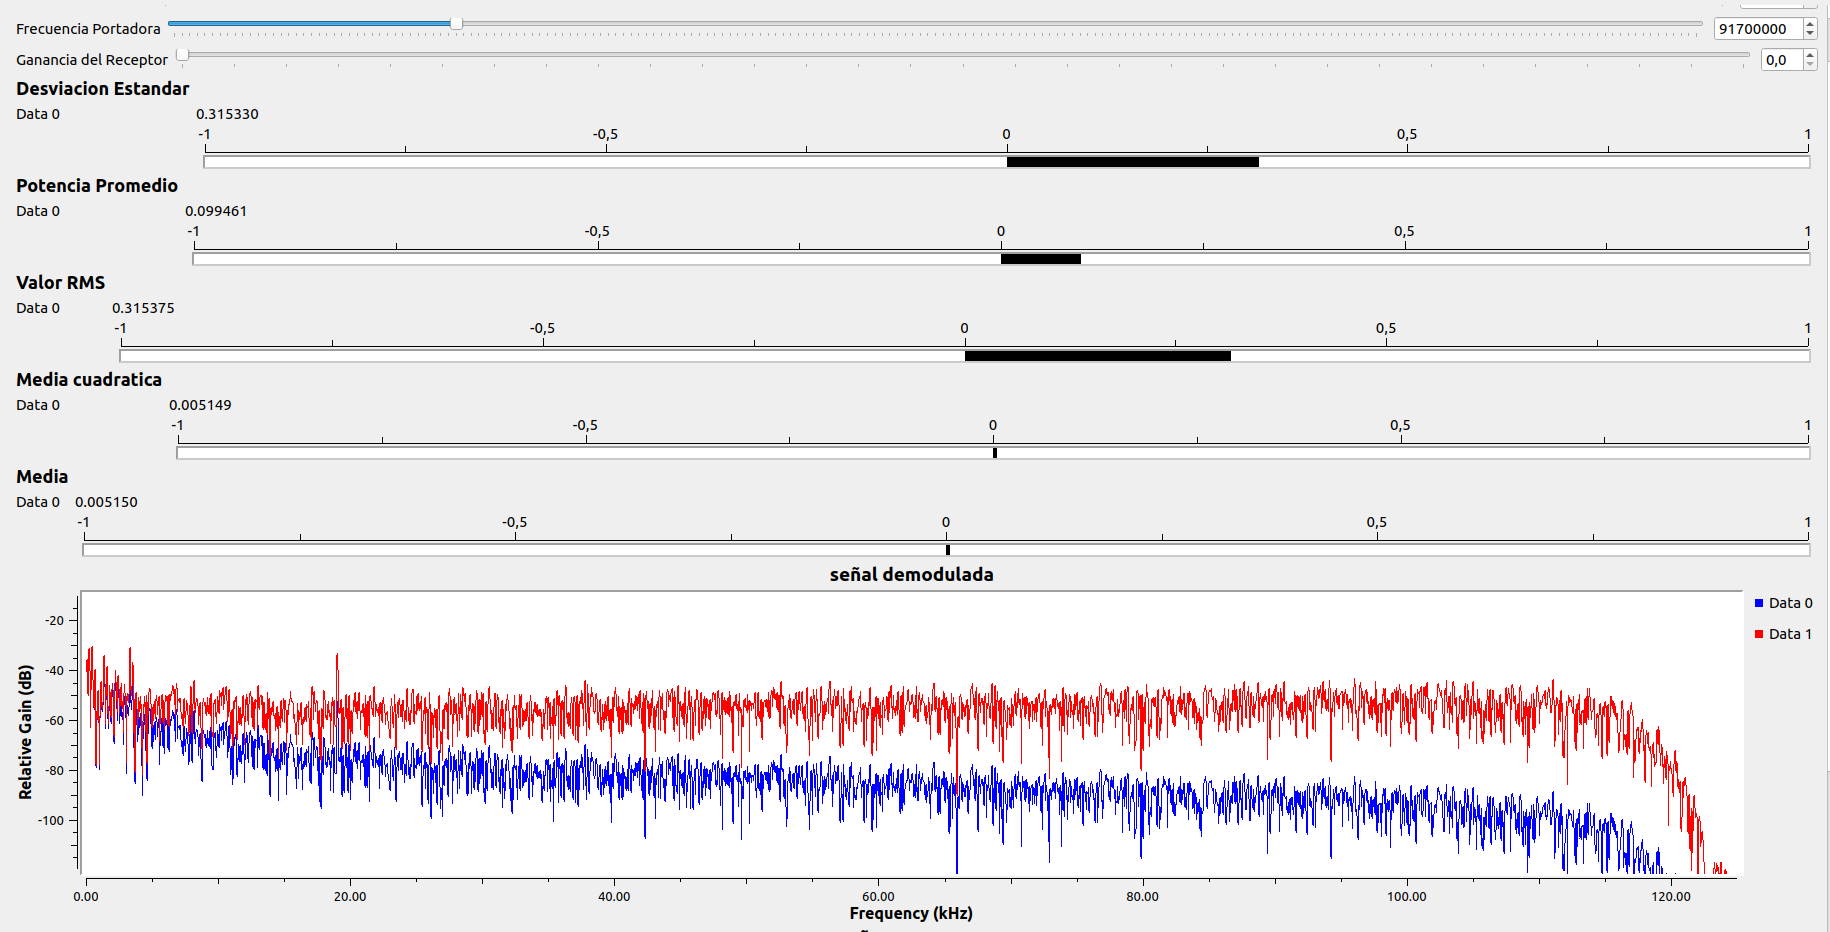 Frecuencia Portadora 91700000
Ganancia del Receptor 0,0
Desviacion Estandar
Data 0 0.315330
-1 -0,5 0 0,5 1
Potencia Promedio
Data 0 0.099461
-1 -0,5 0 0,5 1
Valor RMS
Data 0 0.315375
-1 -0,5 0 0,5 1
Media cuadratica
Data 0 0.005149
-1 -0,5 0 0,5 1
Media
Data 0 0.005150
-1 -0,5 0 0,5 1
señal demodulada
Data 0
Data 1
Relative Gain (dB)
-20
-40
-60
-80
-100
0.00 20.00 40.00 60.00 80.00 100.00 120.00
Frequency (kHz)